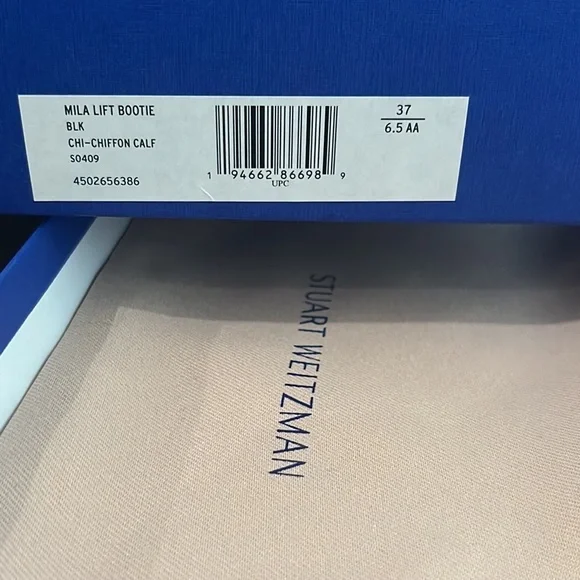 MILA LIFT BOOTIE
BLK
CHI-CHIFFON CALF
S0409
4502656386
1 94662 86698 9
UPC
37
6.5 AA
STUART WEITZMAN